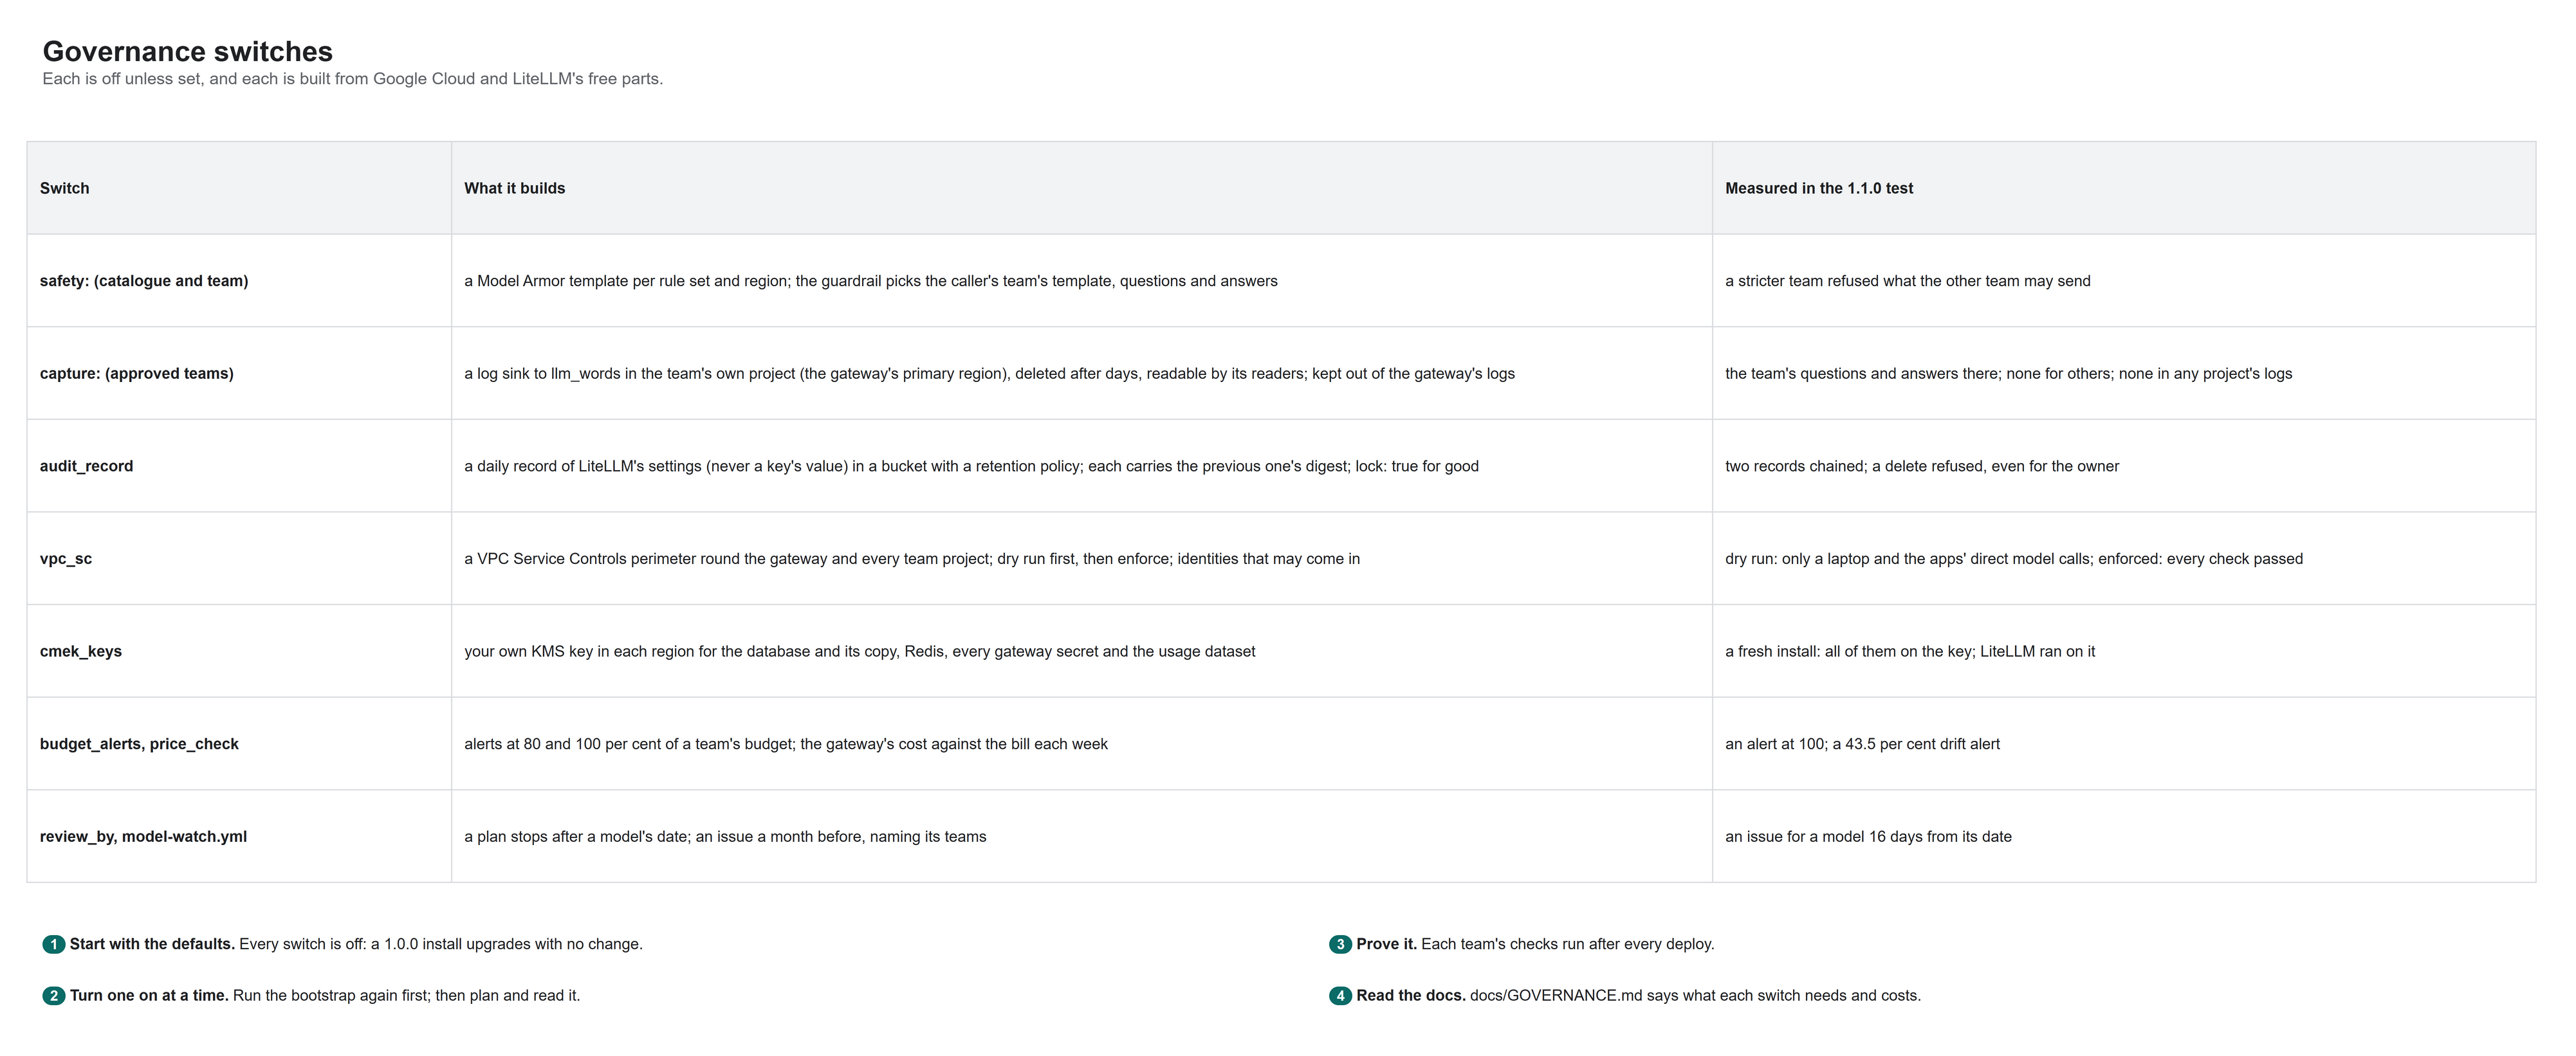 Governance switches
Each is off unless set, and each is built from Google Cloud and LiteLLM's free parts.
Switch
What it builds
Measured in the 1.1.0 test
safety: (catalogue and team)
a Model Armor template per rule set and region; the guardrail picks the caller's team's template, questions and answers
a stricter team refused what the other team may send
capture: (approved teams)
a log sink to llm_words in the team's own project (the gateway's primary region), deleted after days, readable by its readers; kept out of the gateway's logs
the team's questions and answers there; none for others; none in any project's logs
audit_record
a daily record of LiteLLM's settings (never a key's value) in a bucket with a retention policy; each carries the previous one's digest; lock: true for good
two records chained; a delete refused, even for the owner
vpc_sc
a VPC Service Controls perimeter round the gateway and every team project; dry run first, then enforce; identities that may come in
dry run: only a laptop and the apps' direct model calls; enforced: every check passed
cmek_keys
your own KMS key in each region for the database and its copy, Redis, every gateway secret and the usage dataset
a fresh install: all of them on the key; LiteLLM ran on it
budget_alerts, price_check
alerts at 80 and 100 per cent of a team's budget; the gateway's cost against the bill each week
an alert at 100; a 43.5 per cent drift alert
review_by, model-watch.yml
a plan stops after a model's date; an issue a month before, naming its teams
an issue for a model 16 days from its date
1 Start with the defaults. Every switch is off: a 1.0.0 install upgrades with no change.
2 Turn one on at a time. Run the bootstrap again first; then plan and read it.
3 Prove it. Each team's checks run after every deploy.
4 Read the docs. docs/GOVERNANCE.md says what each switch needs and costs.